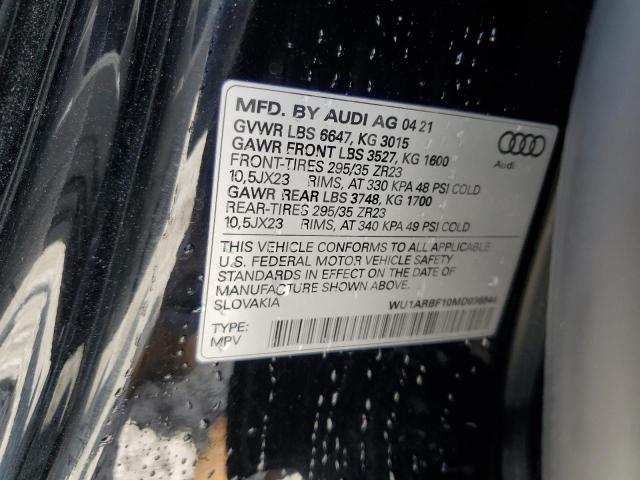 MFD. BY AUDI AG 04 21
GVWR LBS 6647, KG 3015
GAWR FRONT LBS 3527, KG 1600
FRONT-TIRES 295/35 ZR23
10,5JX23 RIMS, AT 330 KPA 48 PSI COLD
GAWR REAR LBS 3748, KG 1700
REAR-TIRES 295/35 ZR23
10,5JX23 RIMS, AT 340 KPA 49 PSI COLD
Audi
THIS VEHICLE CONFORMS TO ALL APPLICABLE
U.S. FEDERAL MOTOR VEHICLE SAFETY
STANDARDS IN EFFECT ON THE DATE OF
MANUFACTURE SHOWN ABOVE.
SLOVAKIA
TYPE:
MPV